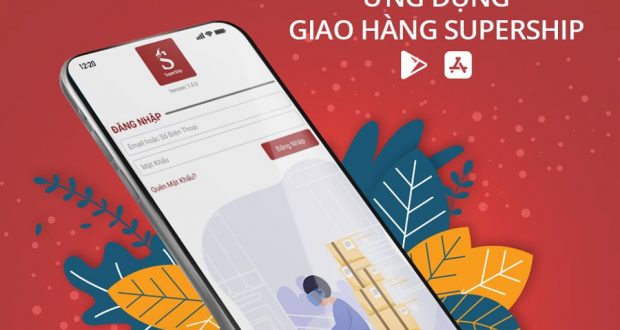 ỨNG DỤNG
GIAO HÀNG SUPERSHIP
12:20
S
SuperShip
Version: 1.0.0
ĐĂNG NHẬP
Email hoặc Số Điện Thoại
Mật Khẩu
Đăng Nhập
Quên Mật Khẩu?